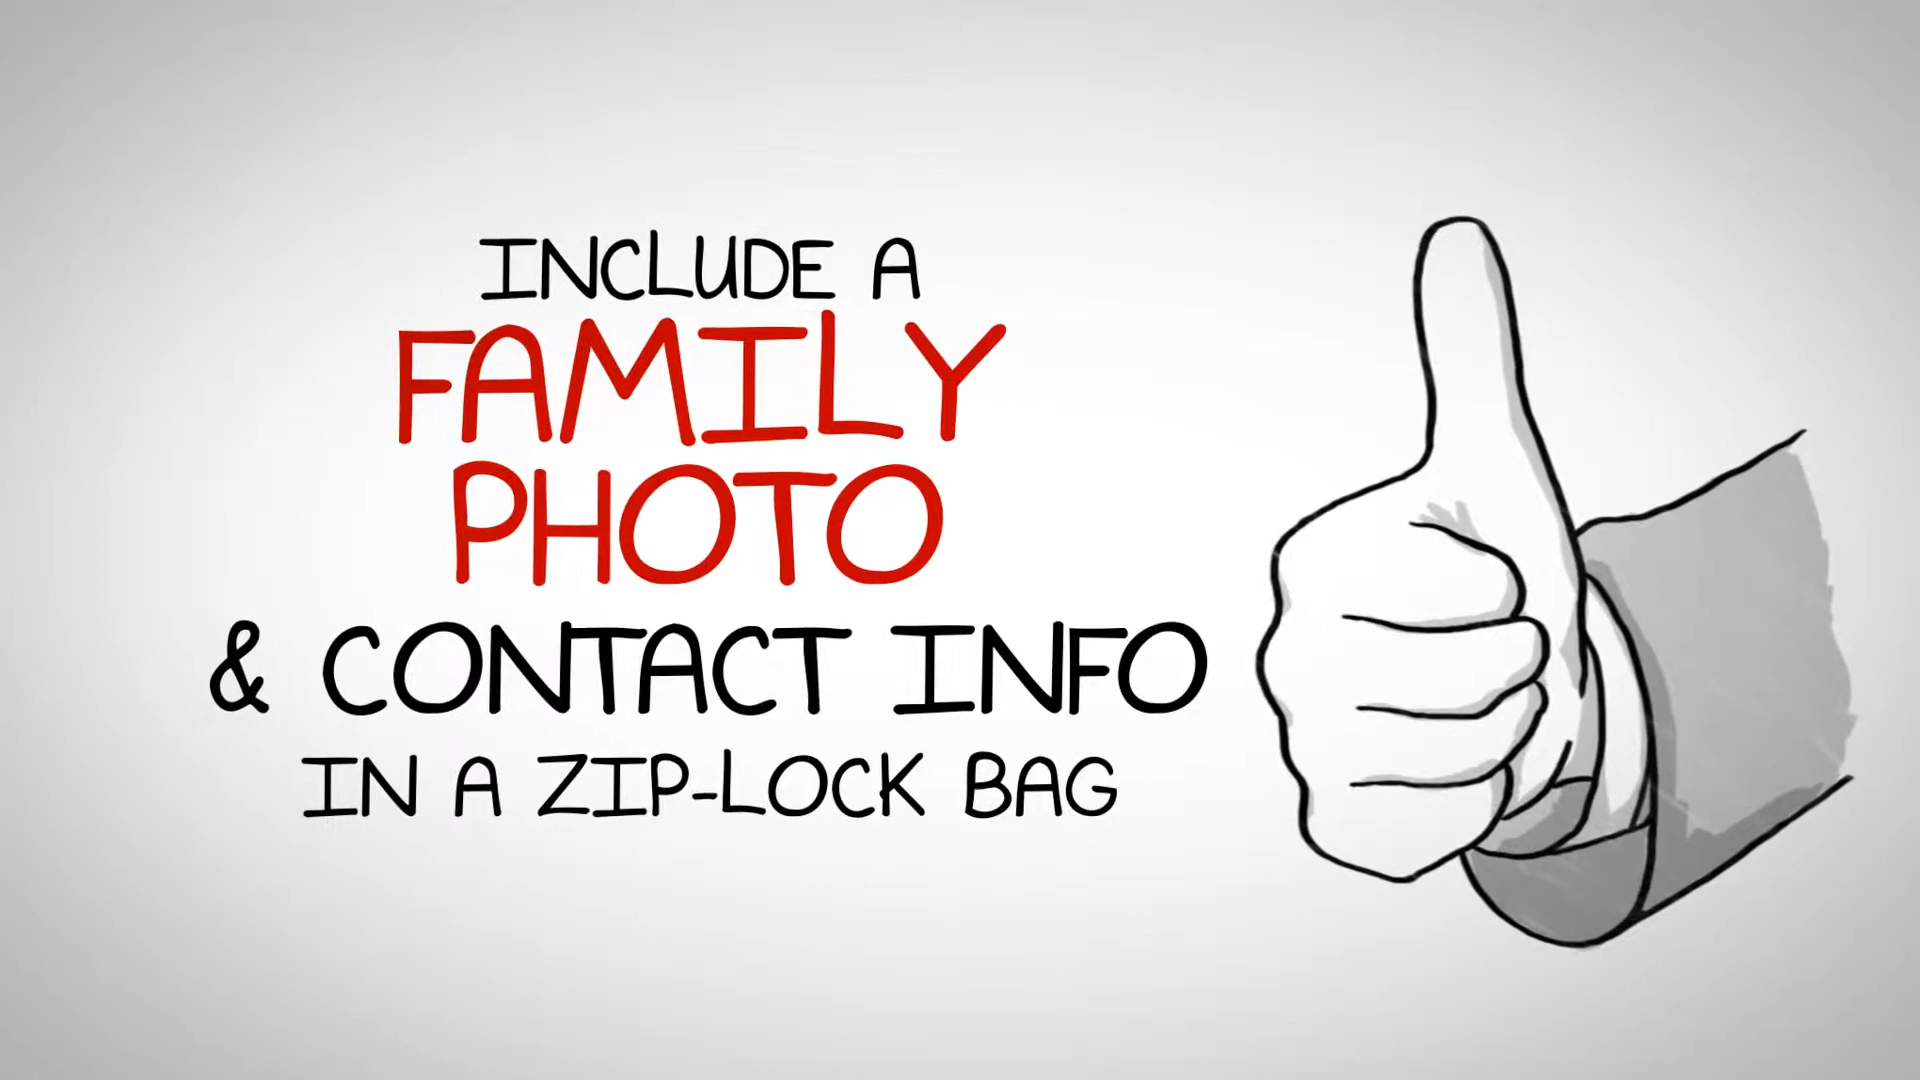 INCLUDE A
FAMILY
PHOTO
& CONTACT INFO
IN A ZIP-LOCK BAG